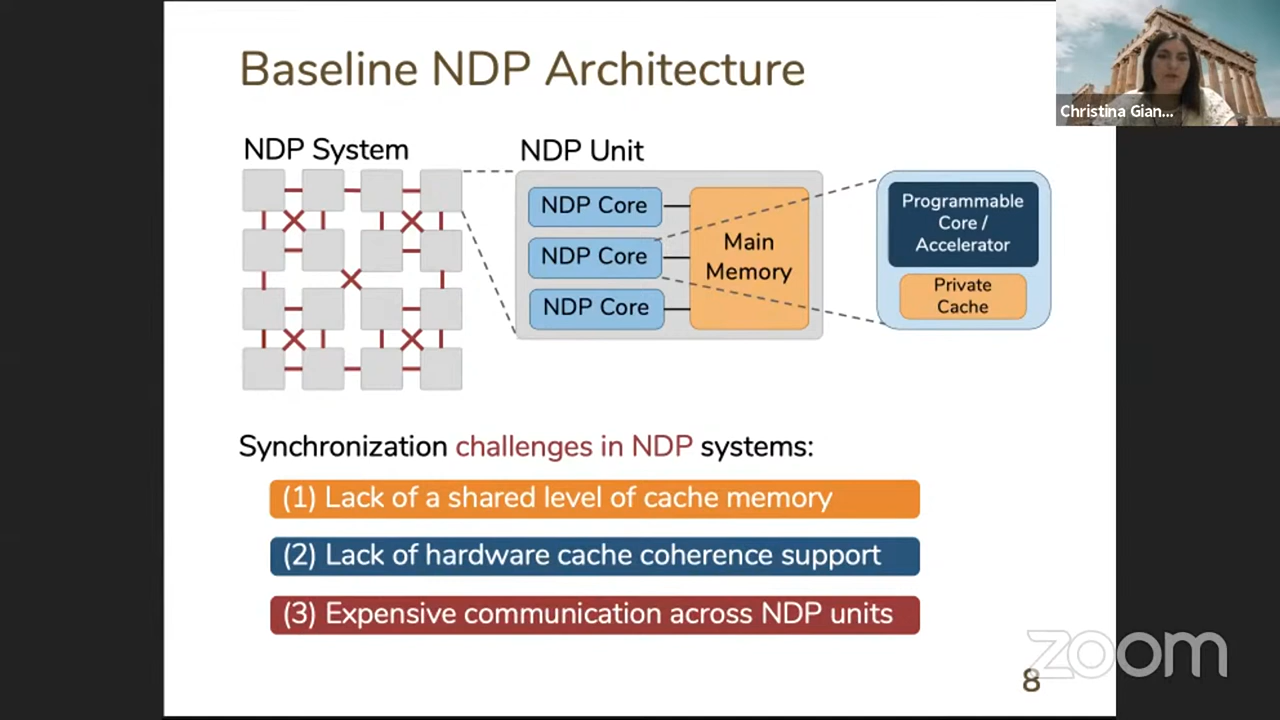 Baseline NDP Architecture
Christina Gian...
NDP System
NDP Unit
NDP Core
NDP Core
NDP Core
Main
Memory
Programmable
Core /
Accelerator
Private
Cache
Synchronization challenges in NDP systems:
(1) Lack of a shared level of cache memory
(2) Lack of hardware cache coherence support
(3) Expensive communication across NDP units
zoom
8